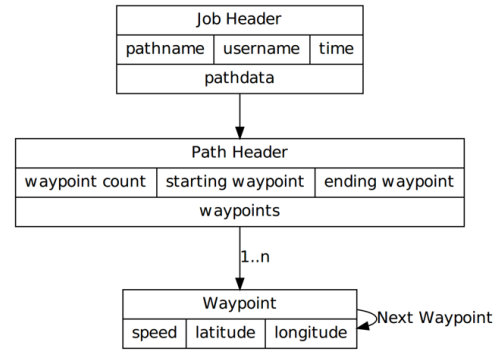 Job Header
pathname username time
pathdata
Path Header
waypoint count starting waypoint ending waypoint
waypoints
1..n
Waypoint
Next Waypoint
speed latitude longitude